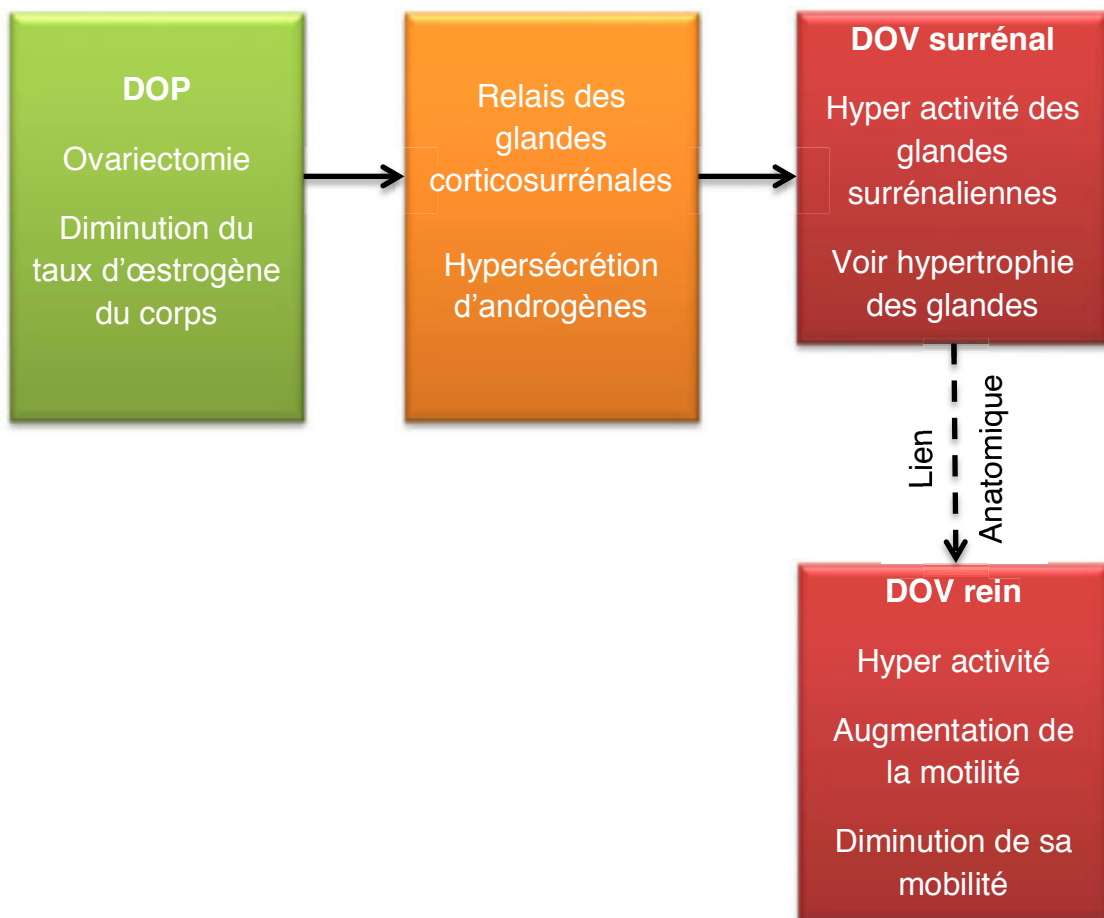 DOP
Ovariectomie
Diminution du
taux d'œstrogène
du corps
Relais des
glandes
corticosurrénales
Hypersécrétion
d'androgènes
DOV surrénal
Hyper activité des
glandes
surrénaliennes
Voir hypertrophie
des glandes
Lien
Anatomique
DOV rein
Hyper activité
Augmentation de
la motilité
Diminution de sa
mobilité